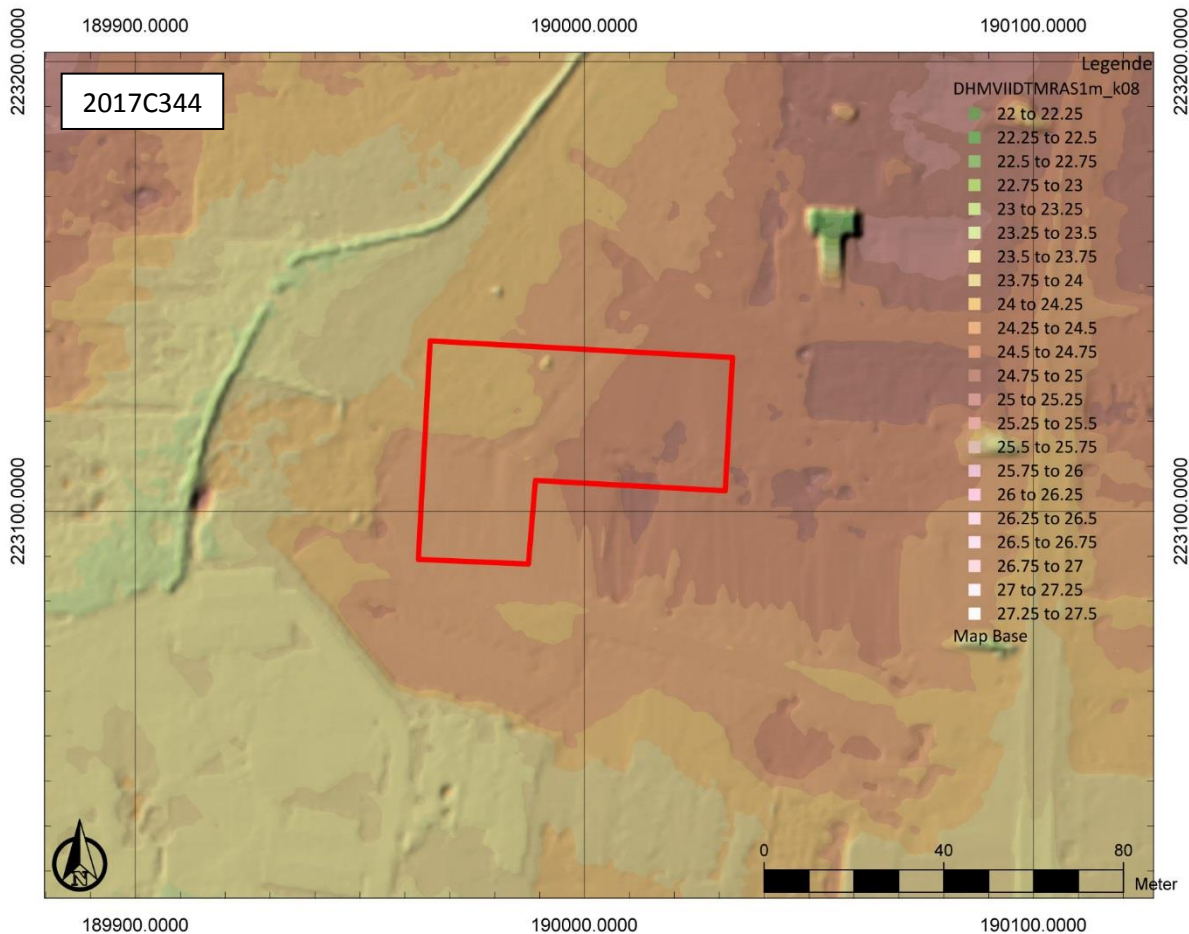 189900.0000 190000.0000 190100.0000
223200.0000 223200.0000
2017C344
Legende
DHMVIIDTMRAS1m_k08
22 to 22.25
22.25 to 22.5
22.5 to 22.75
22.75 to 23
23 to 23.25
23.25 to 23.5
23.5 to 23.75
23.75 to 24
24 to 24.25
24.25 to 24.5
24.5 to 24.75
24.75 to 25
25 to 25.25
25.25 to 25.5
25.5 to 25.75
25.75 to 26
26 to 26.25
26.25 to 26.5
26.5 to 26.75
26.75 to 27
27 to 27.25
27.25 to 27.5
Map Base
223100.0000 223100.0000
0 40 80
Meter
N
189900.0000 190000.0000 190100.0000